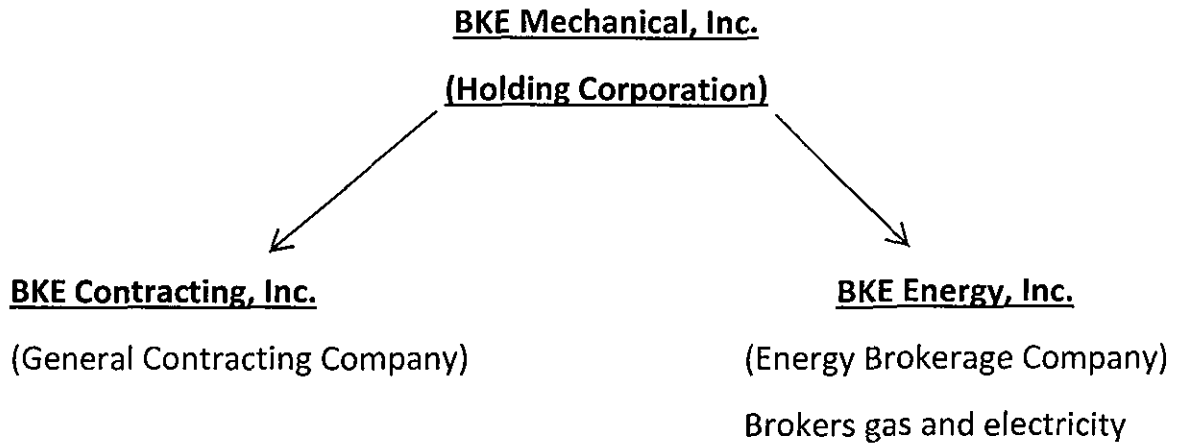 BKE Mechanical, Inc.
(Holding Corporation)
BKE Contracting, Inc.
(General Contracting Company)
BKE Energy, Inc.
(Energy Brokerage Company)
Brokers gas and electricity